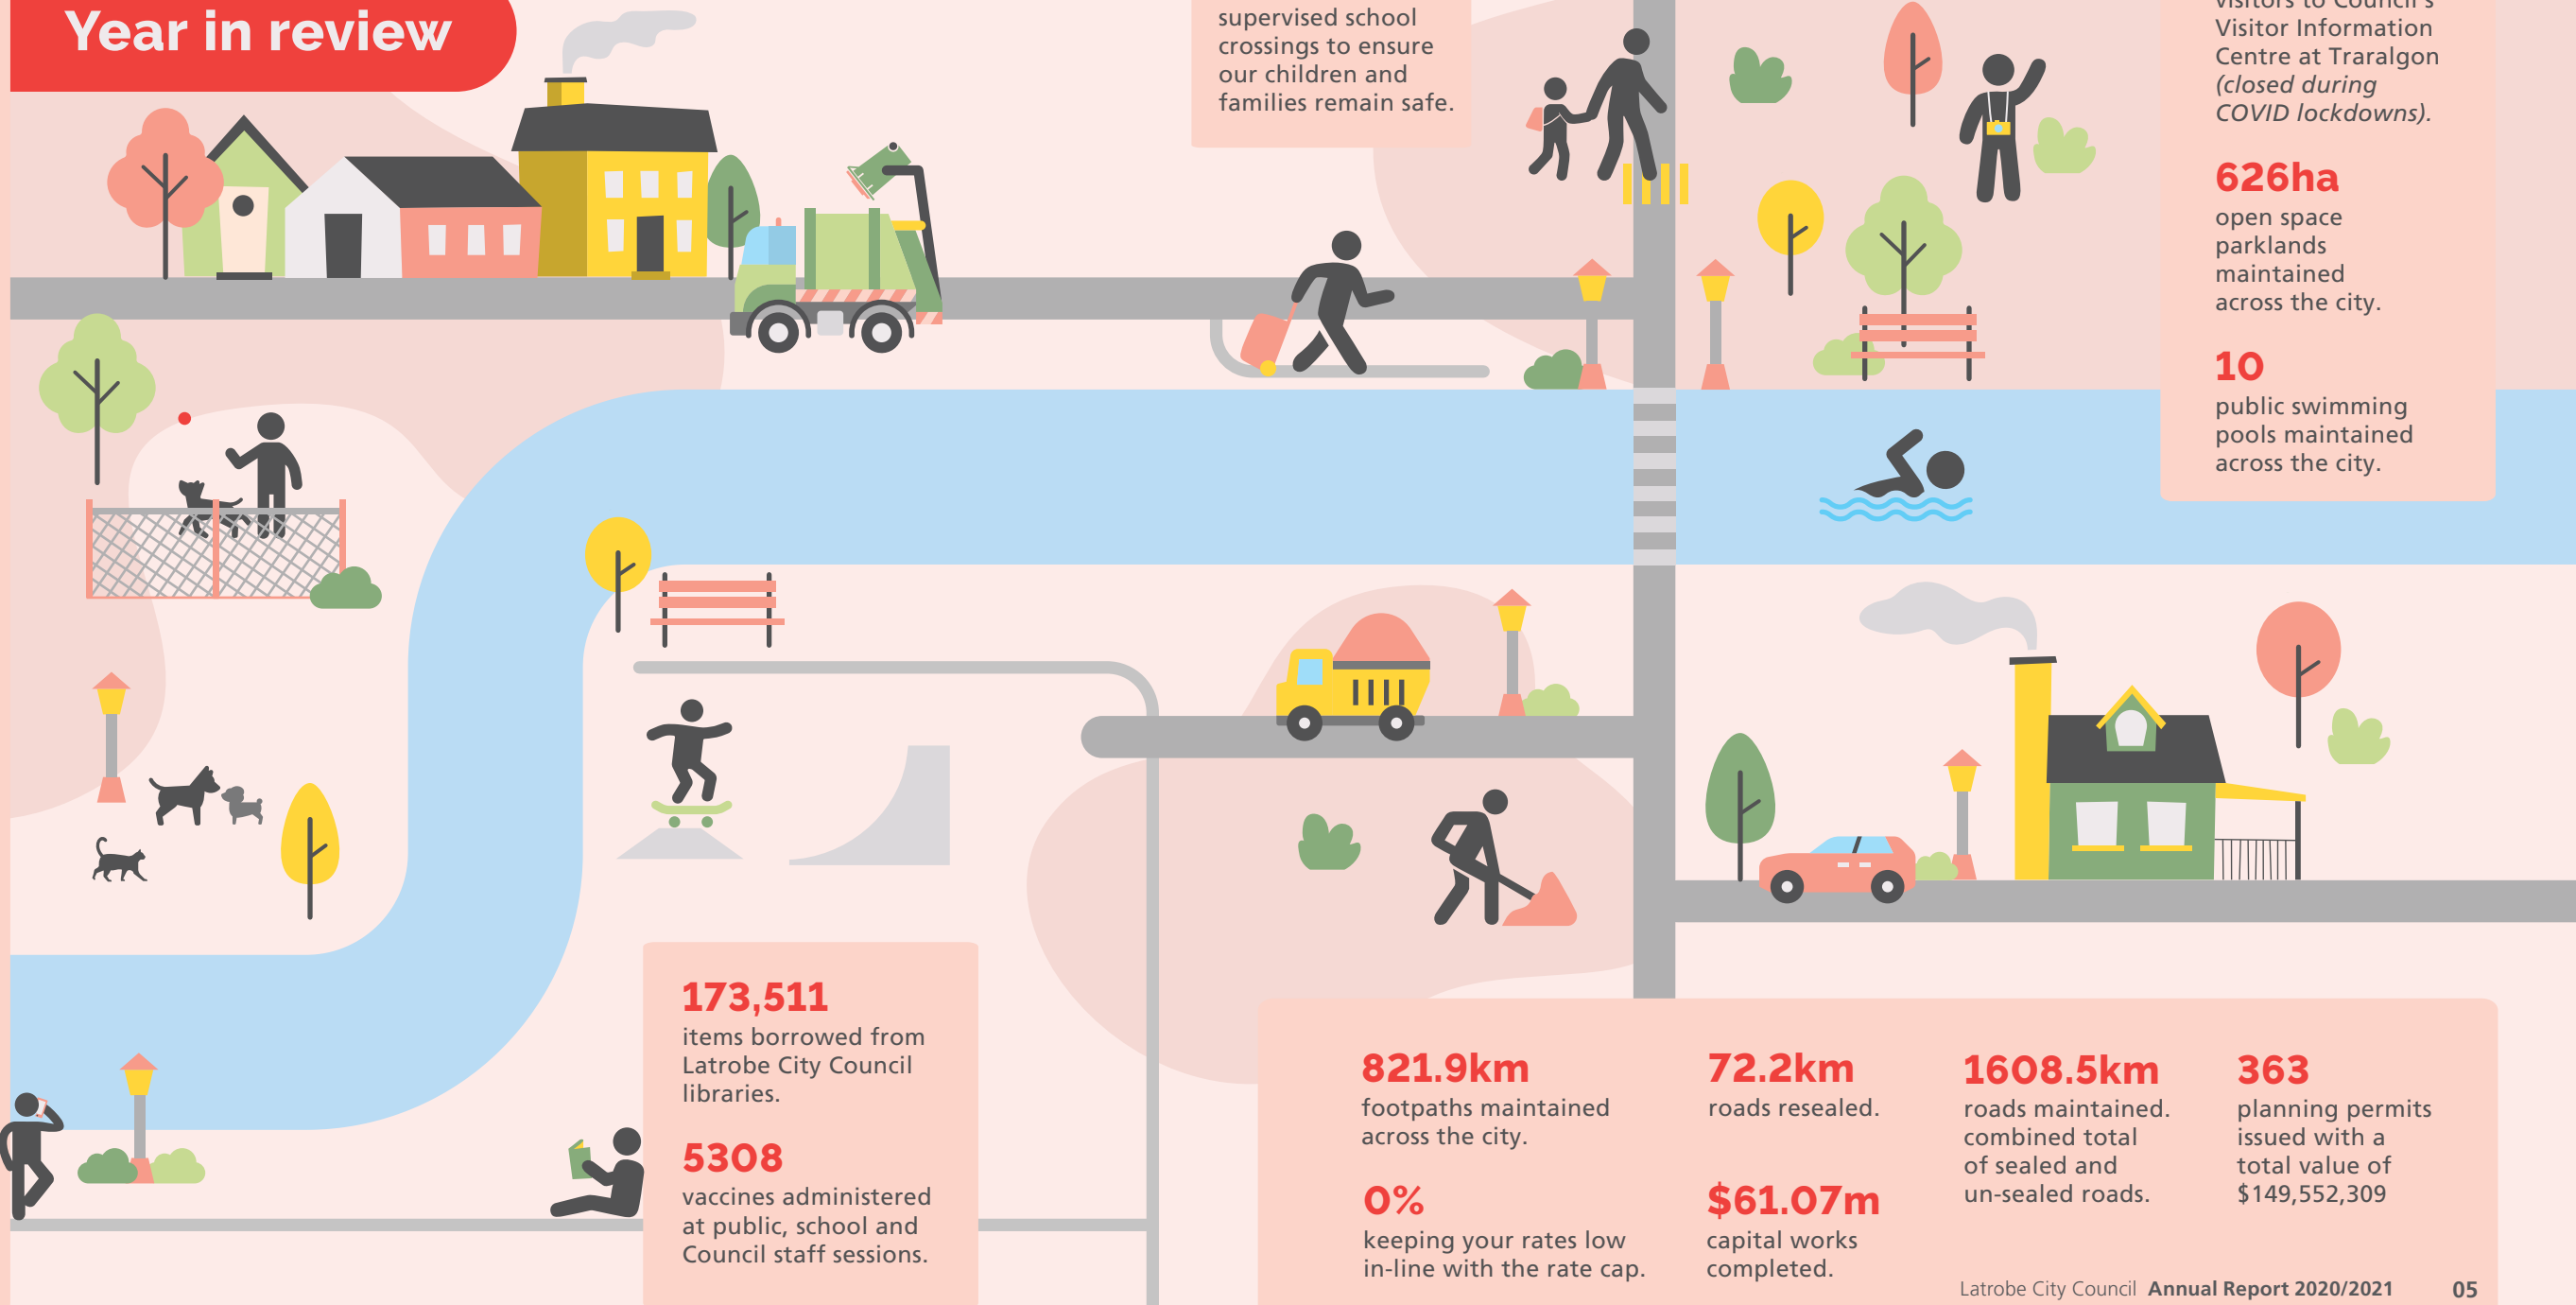 Year in review
supervised school
crossings to ensure
our children and
families remain safe.
visitors to Council's
Visitor Information
Centre at Traralgon
(closed during
COVID lockdowns).
626ha
open space
parklands
maintained
across the city.
10
public swimming
pools maintained
across the city.
173,511
items borrowed from
Latrobe City Council
libraries.
5308
vaccines administered
at public, school and
Council staff sessions.
821.9km
footpaths maintained
across the city.
0%
keeping your rates low
in-line with the rate cap.
72.2km
roads resealed.
$61.07m
capital works
completed.
1608.5km
roads maintained.
combined total
of sealed and
un-sealed roads.
363
planning permits
issued with a
total value of
$149,552,309
Latrobe City Council Annual Report 2020/2021 05